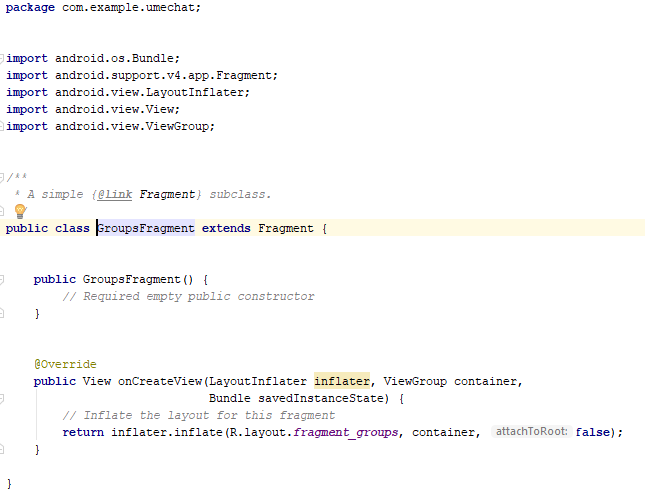 package com.example.umechat;
import android.os.Bundle;
import android.support.v4.app.Fragment;
import android.view.LayoutInflater;
import android.view.View;
import android.view.ViewGroup;
/**
* A simple {@link Fragment} subclass.
/
public class GroupsFragment extends Fragment {
public GroupsFragment() {
// Required empty public constructor
}
@Override
public View onCreateView(LayoutInflater inflater, ViewGroup container,
Bundle savedInstanceState) {
// Inflate the layout for this fragment
return inflater.inflate(R.layout.fragment_groups, container, attachToRoot: false);
}
}